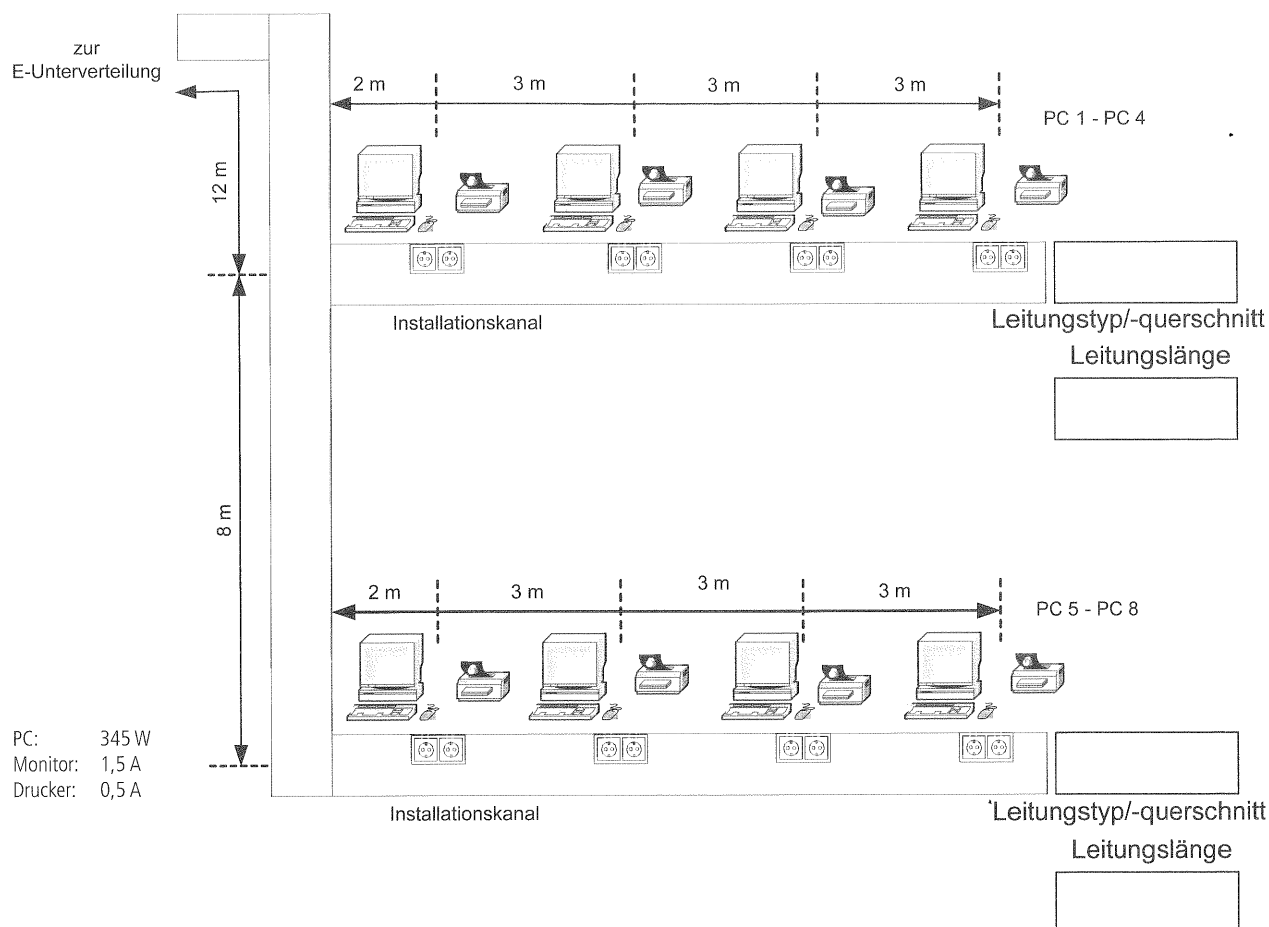 zur
E-Unterverteilung
2 m
3 m
3 m
3 m
PC 1 - PC 4
12 m
Installationskanal
Leitungstyp/-querschnitt
Leitungslänge
8 m
2 m
3 m
3 m
3 m
PC 5 - PC 8
PC: 345 W
Monitor: 1,5 A
Drucker: 0,5 A
Installationskanal
Leitungstyp/-querschnitt
Leitungslänge